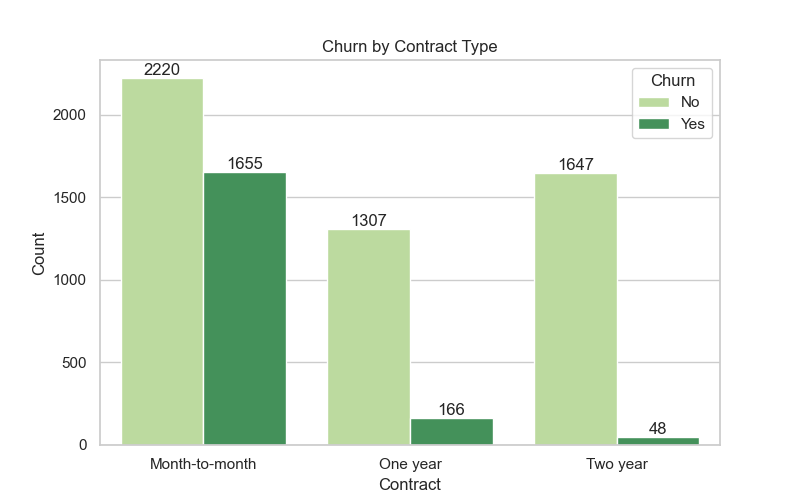 Churn by Contract Type
2220
1655
1307
166
1647
48
Churn
No
Yes
Count
2000
1500
1000
500
0
Month-to-month
One year
Two year
Contract